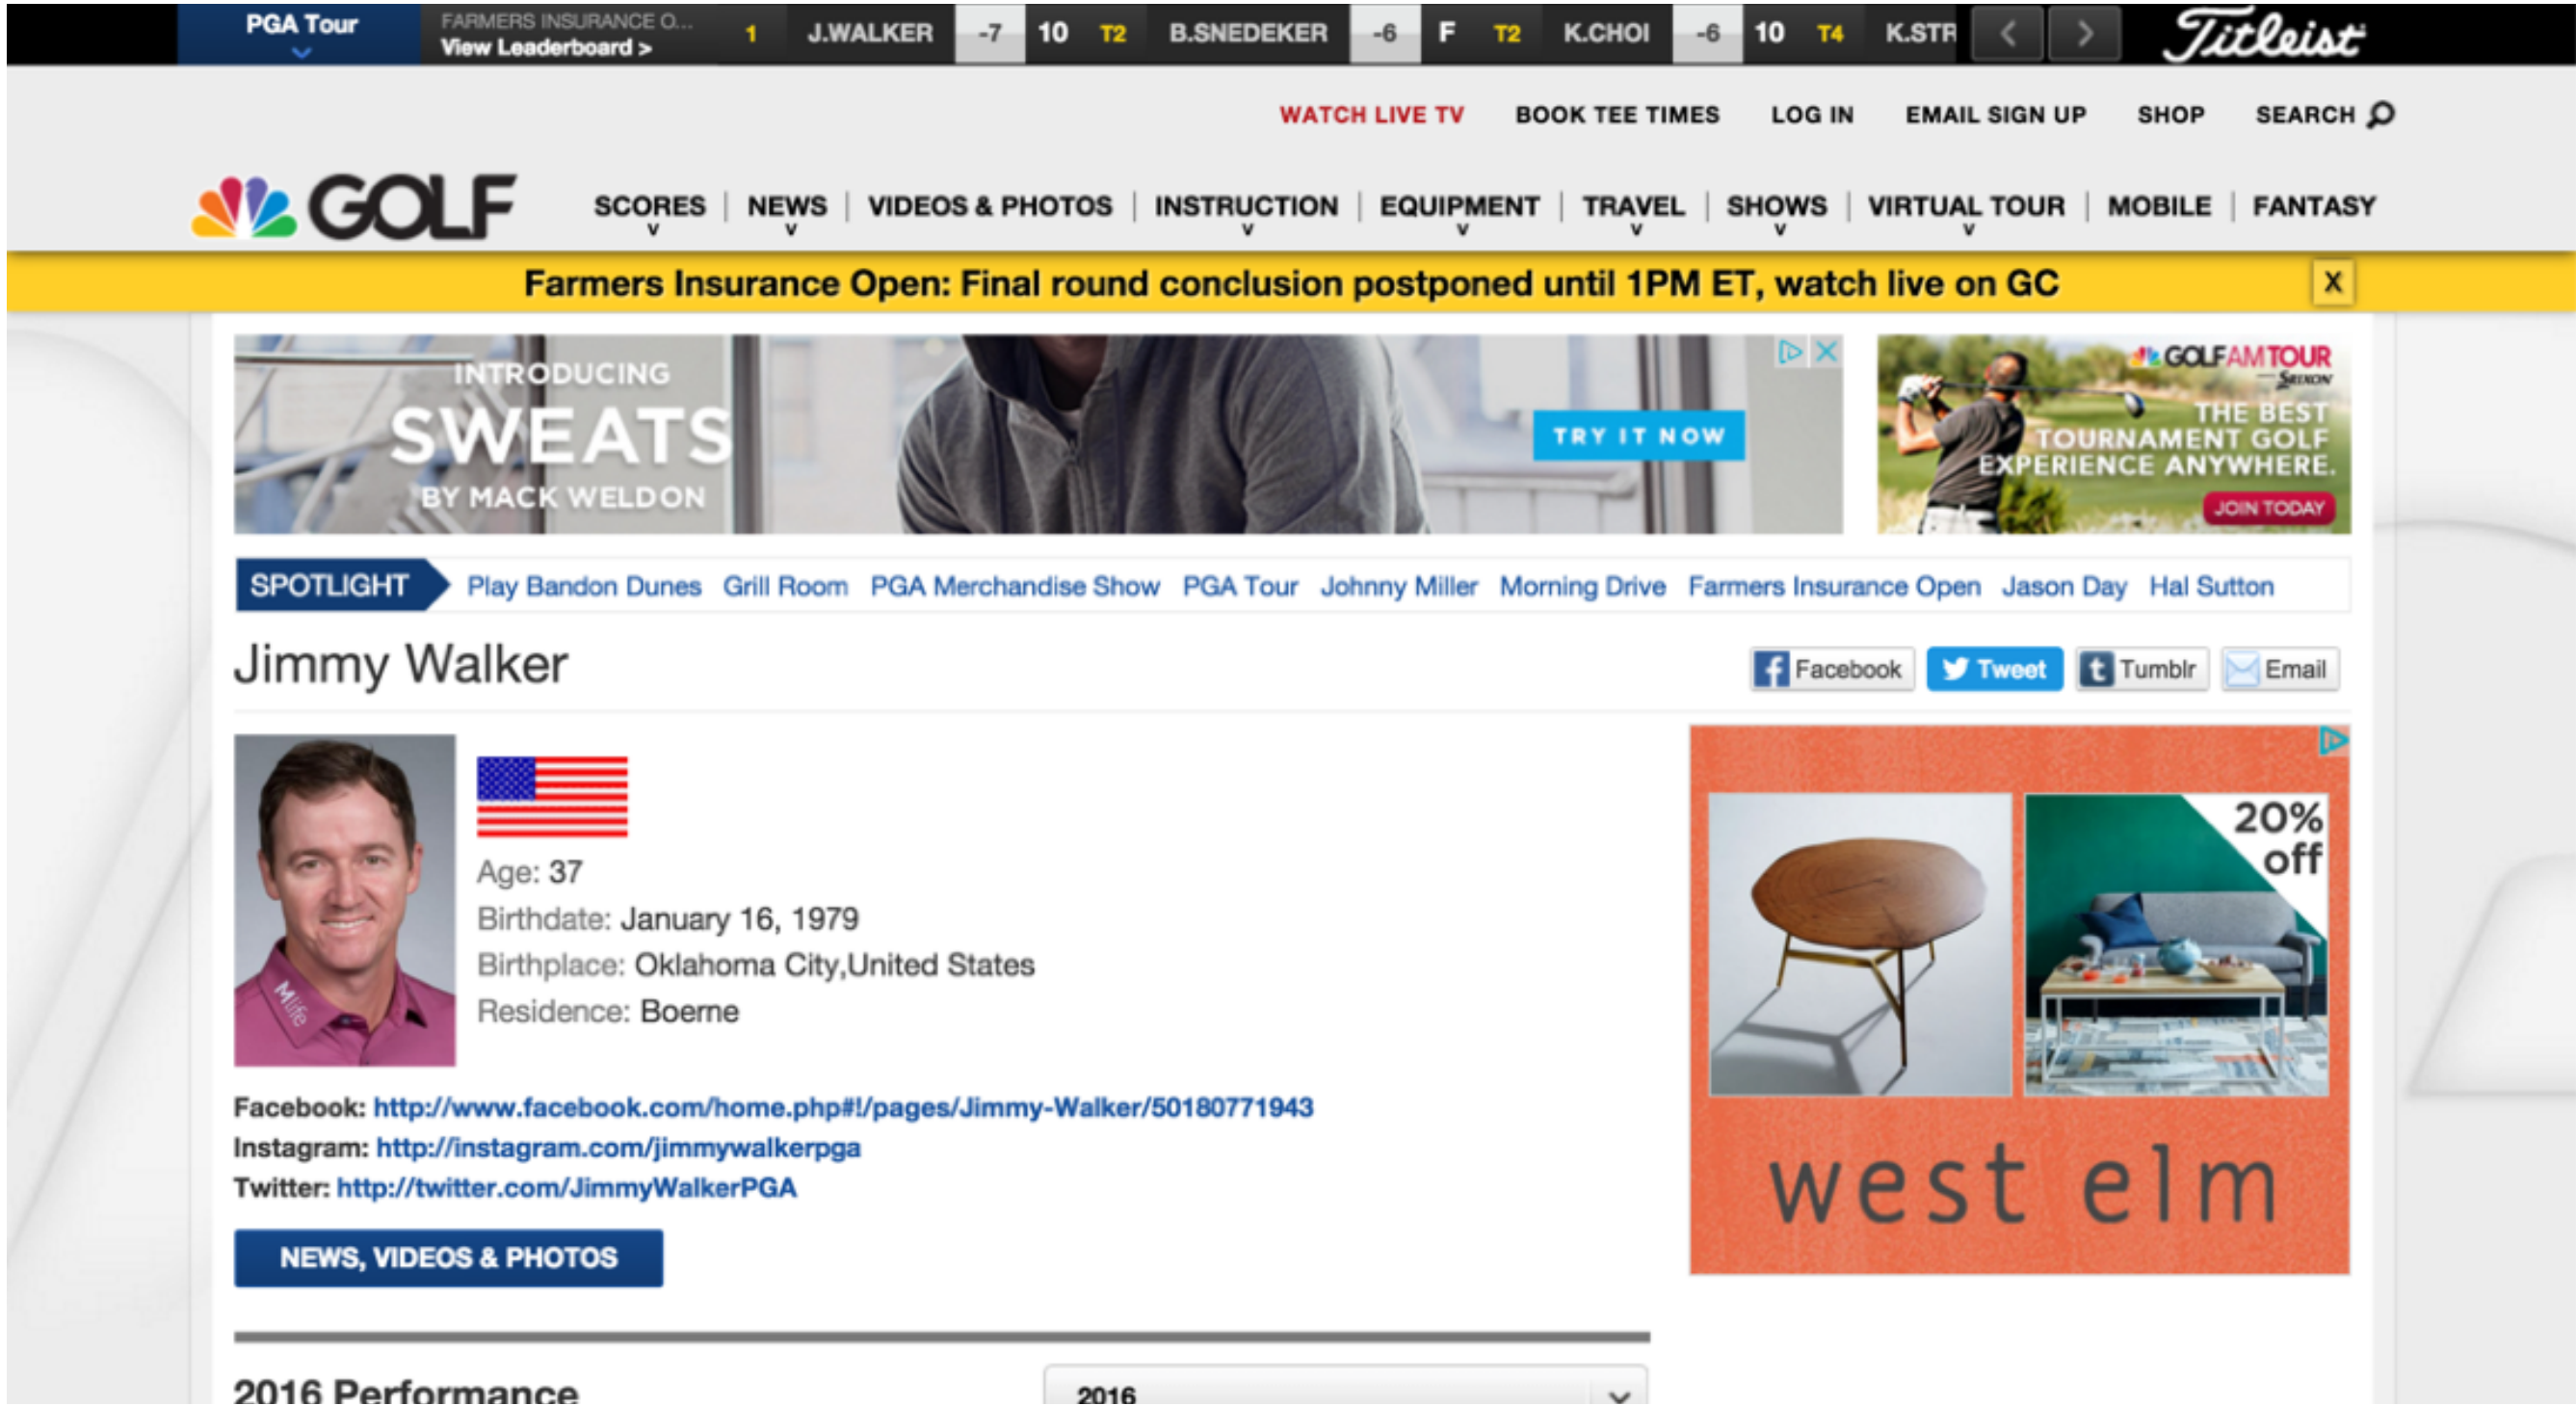 PGA Tour
FARMERS INSURANCE O...
View Leaderboard >
1 J.WALKER -7 10 T2 B.SNEDEKER -6 F T2 K.CHOI -6 10 T4 K.STR
Titleist
WATCH LIVE TV BOOK TEE TIMES LOG IN EMAIL SIGN UP SHOP SEARCH
GOLF
SCORES NEWS VIDEOS & PHOTOS INSTRUCTION EQUIPMENT TRAVEL SHOWS VIRTUAL TOUR MOBILE FANTASY
Farmers Insurance Open: Final round conclusion postponed until 1PM ET, watch live on GC X
INTRODUCING
SWEATS
BY MACK WELDON
TRY IT NOW
GOLFAMTOUR
SRIXON
THE BEST
TOURNAMENT GOLF
EXPERIENCE ANYWHERE.
JOIN TODAY
SPOTLIGHT Play Bandon Dunes Grill Room PGA Merchandise Show PGA Tour Johnny Miller Morning Drive Farmers Insurance Open Jason Day Hal Sutton
Jimmy Walker
Facebook Tweet Tumblr Email
Mlife
Age: 37
Birthdate: January 16, 1979
Birthplace: Oklahoma City,United States
Residence: Boerne
Facebook: http://www.facebook.com/home.php#!/pages/Jimmy-Walker/50180771943
Instagram: http://instagram.com/jimmywalkerpga
Twitter: http://twitter.com/JimmyWalkerPGA
NEWS, VIDEOS & PHOTOS
20%
off
west elm
2016 Performance
2016